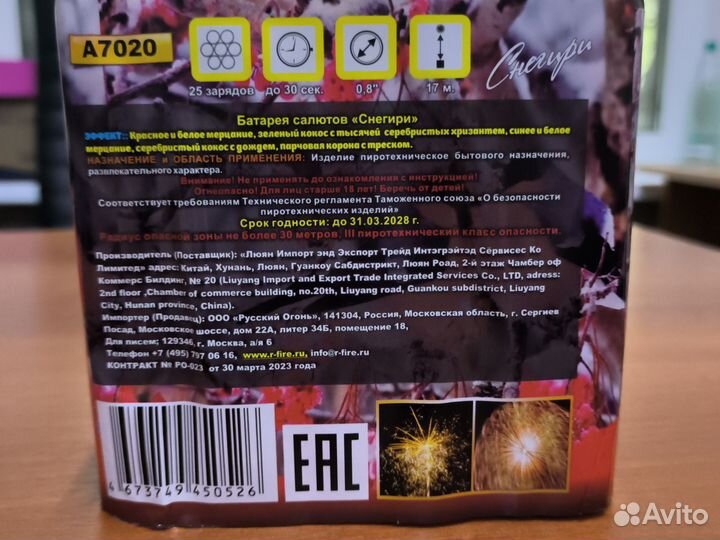 А7020
25 зарядов
до 30 сек.
0.8"
17 м.
Снегири
Батарея салютов «Снегири»
ЭФФЕКТ:: Красное и белое мерцание, зеленый кокос с тысячей серебристых хризантем, синее и белое
мерцание, серебристый кокос с дождем, парчовая корона с треском.
НАЗНАЧЕНИЕ и ОБЛАСТЬ ПРИМЕНЕНИЯ: Изделие пиротехническое бытового назначения,
развлекательного характера.
Внимание! Не применять до ознакомления с инструкцией!
Огнеопасно! Для лиц старше 18 лет! Беречь от детей!
Соответствует требованиям Технического регламента Таможенного союза «О безопасности
пиротехнических изделий»
Срок годности: до 31.03.2028 г.
Радиус опасной зоны не более 30 метров, III пиротехнический класс опасности.
Производитель (Поставщик): «Люян Импорт энд Экспорт Трейд Интэгрэйтэд Сёрвисес Ко
Лимитед» адрес: Китай, Хунань, Люян, Гуанкоу Сабдистрикт, Люян Роад, 2-й этаж Чамбер оф
Коммерс Билдинг, № 20 (Liuyang Import and Export Trade Integrated Services Co., LTD, adress:
2nd floor ,Chamber of commerce building, no.20th, Liuyang road, Guankou subdistrict, Liuyang
City, Hunan province, China).
Импортер (Продавец): ООО «Русский Огонь», 141304, Россия, Московская область, г. Сергиев
Посад, Московское шоссе, дом 22А, литер 34Б, помещение 18,
Для писем; 129346, г. Москва, а/я 6
Телефон +7 (495) 797 06 16, www.r-fire.ru, info@r-fire.ru
КОНТРАКТ № РО-023 от 30 марта 2023 года
4 673749 450526
ЕАС
Avito